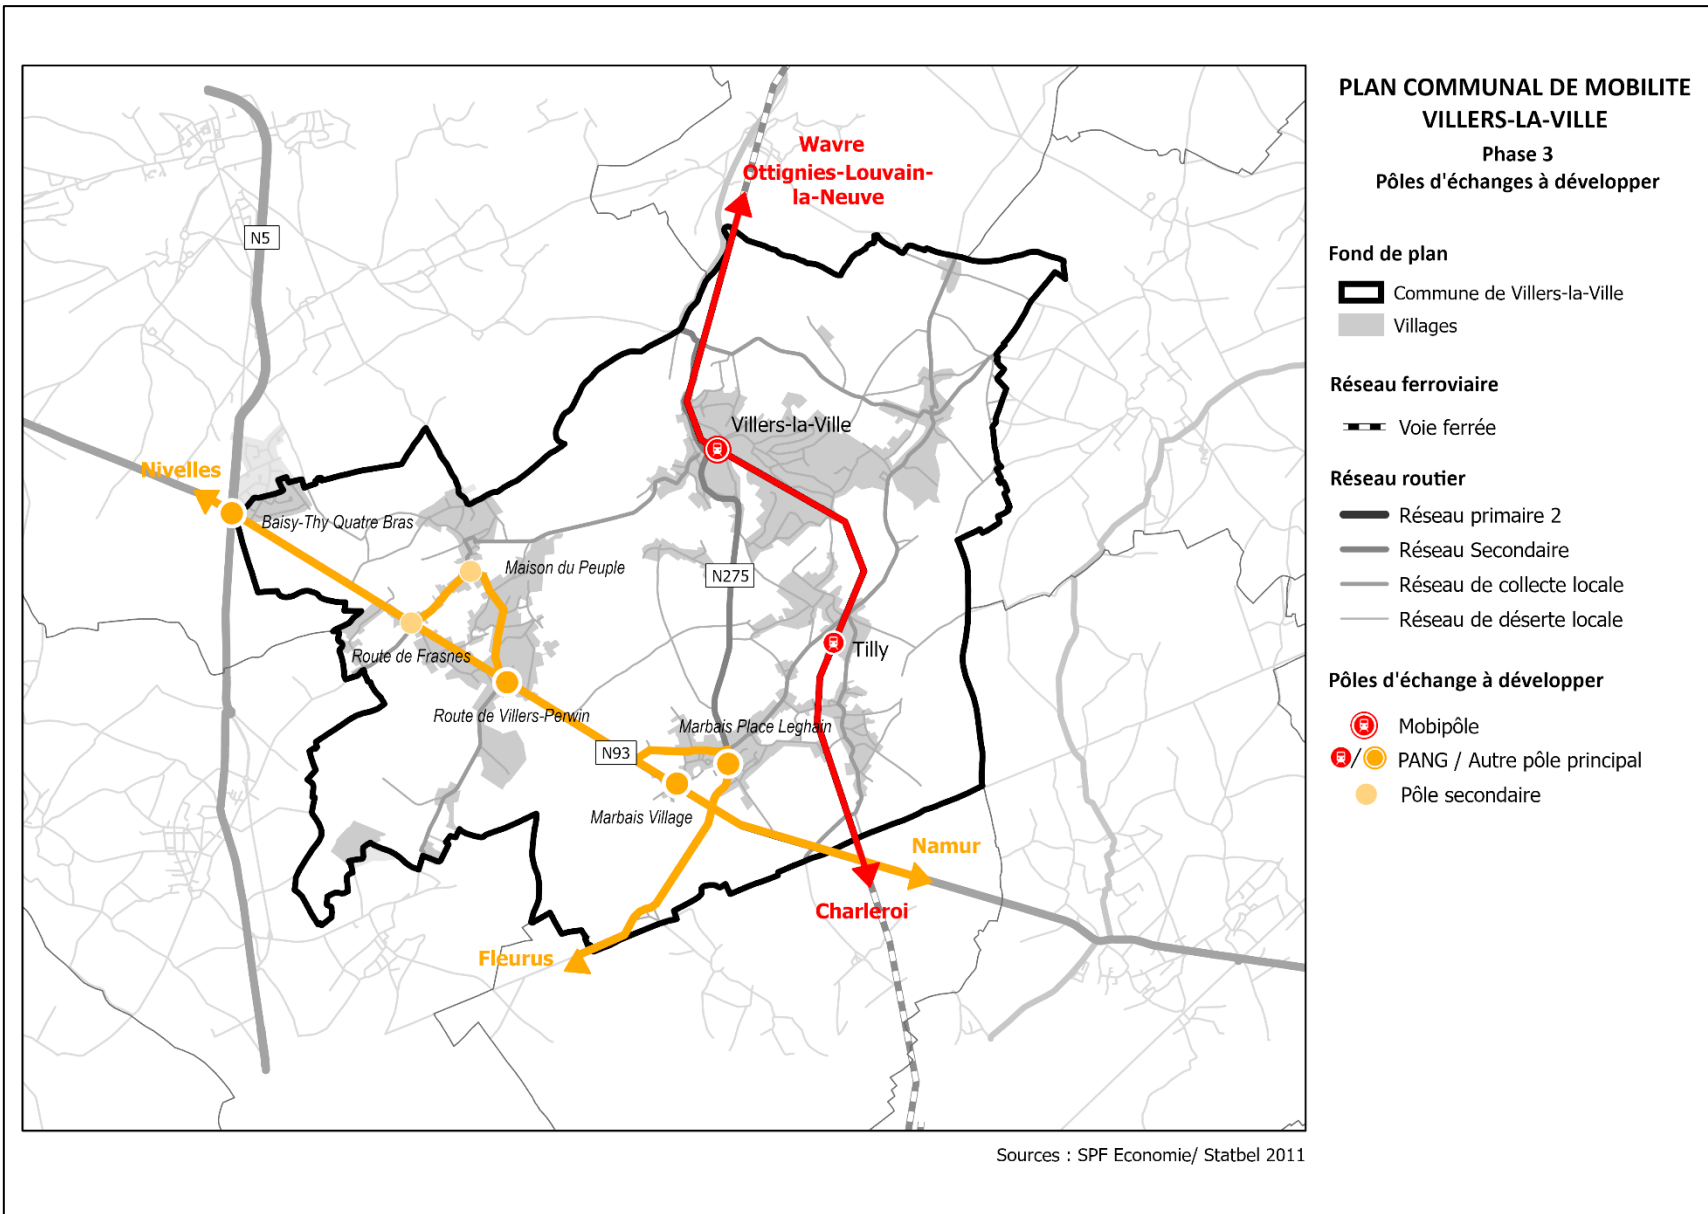 PLAN COMMUNAL DE MOBILITE
VILLERS-LA-VILLE
Phase 3
Pôles d'échanges à développer
Fond de plan
Commune de Villers-la-Ville
Villages
Réseau ferroviaire
Voie ferrée
Réseau routier
Réseau primaire 2
Réseau Secondaire
Réseau de collecte locale
Réseau de déserte locale
Pôles d'échange à développer
Mobipôle
/
PANG / Autre pôle principal
Pôle secondaire
Wavre
Ottignies-Louvain-
la-Neuve
N5
Villers-la-Ville
Nivelles
Baisy-Thy Quatre Bras
Maison du Peuple
N275
Tilly
Route de Frasnes
Route de Villers-Perwin
Marbais Place Leghain
N93
Marbais Village
Namur
Charleroi
Fleurus
Sources : SPF Economie/ Statbel 2011